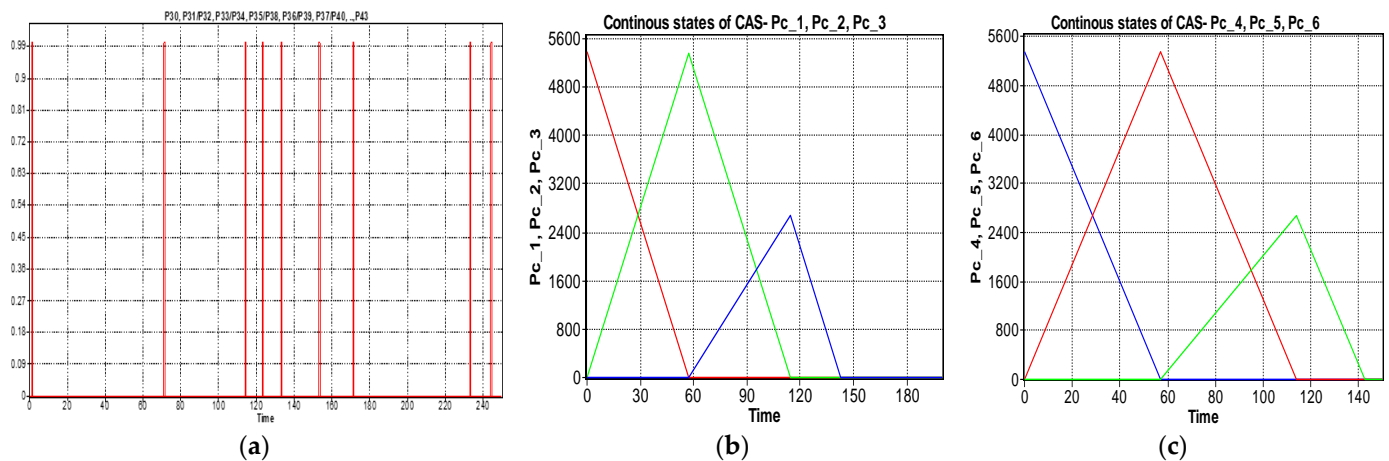 P30, P31/P32, P33/P34, P35/P38, P36/P39, P37/P40, .,.P43
0.99
0.9
0.81
0.72
0.63
0.54
0.45
0.36
0.27
0.18
0.09
0
0 20 40 60 80 100 120 140 160 180 200 220 240
Time
(a)
Continous states of CAS- Pc_1, Pc_2, Pc_3
Pc_1, Pc_2, Pc_3
5600
4800
4000
3200
2400
1600
800
0
0 30 60 90 120 150 180
Time
(b)
Continous states of CAS- Pc_4, Pc_5, Pc_6
Pc_4, Pc_5, Pc_6
5600
4800
4000
3200
2400
1600
800
0
0 20 40 60 80 100 120 140
Time
(c)